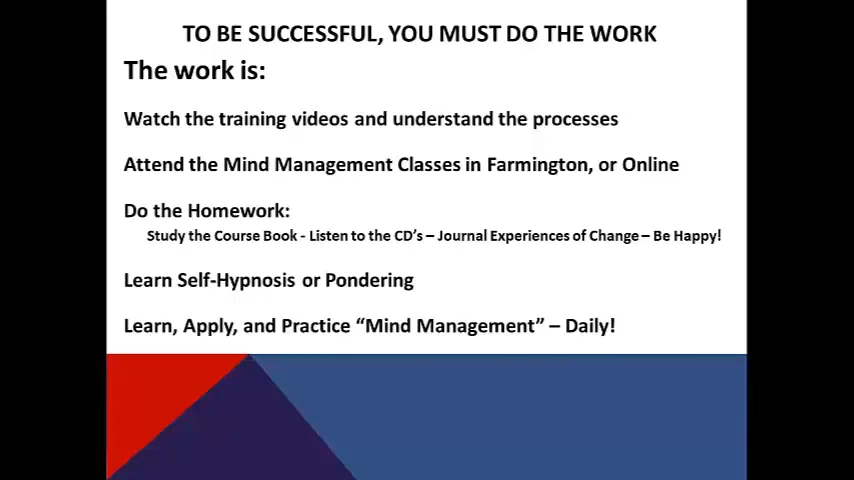 TO BE SUCCESSFUL, YOU MUST DO THE WORK
The work is:
Watch the training videos and understand the processes
Attend the Mind Management Classes in Farmington, or Online
Do the Homework:
Study the Course Book - Listen to the CD’s – Journal Experiences of Change – Be Happy!
Learn Self-Hypnosis or Pondering
Learn, Apply, and Practice “Mind Management” – Daily!